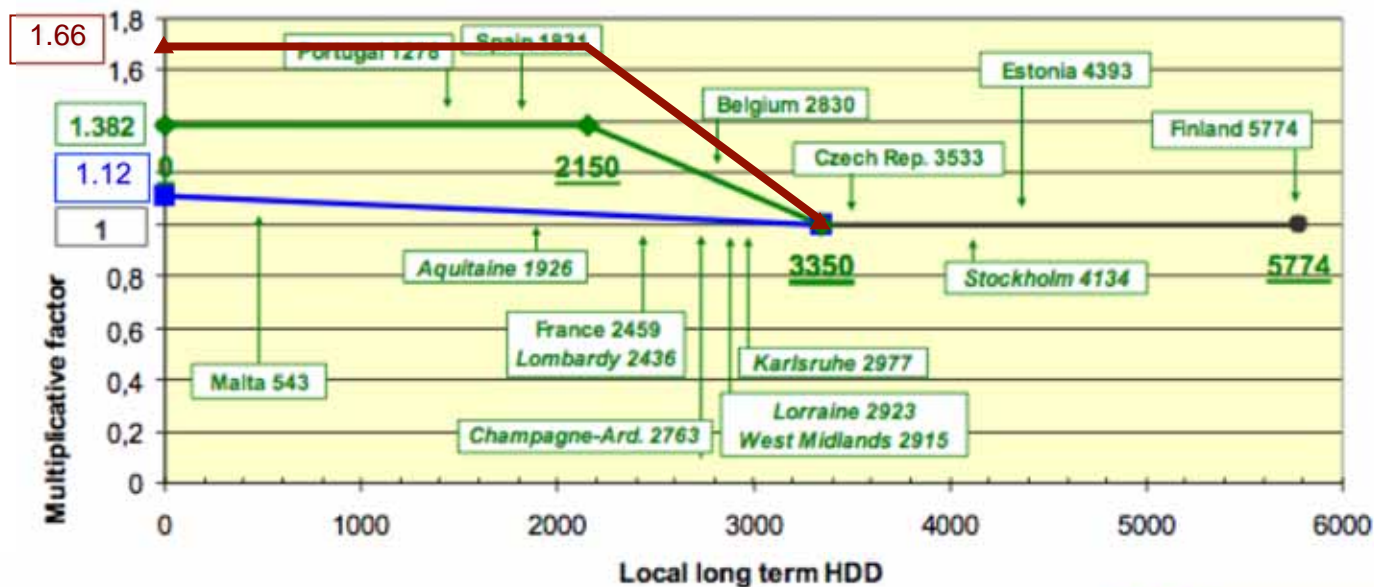 1,8
1.66
Portugal 1278
Spain 1831
1,6
Estonia 4393
Belgium 2830
1.382
Finland 5774
Czech Rep. 3533
0
2150
1.12
1
3350
5774
Aquitaine 1926
Stockholm 4134
0,8
0,6
France 2459
Lombardy 2436
Karlsruhe 2977
Malta 543
0,4
Lorraine 2923
West Midlands 2915
Champagne-Ard. 2763
0,2
0
Multiplicative factor
0 1000 2000 3000 4000 5000 6000
Local long term HDD